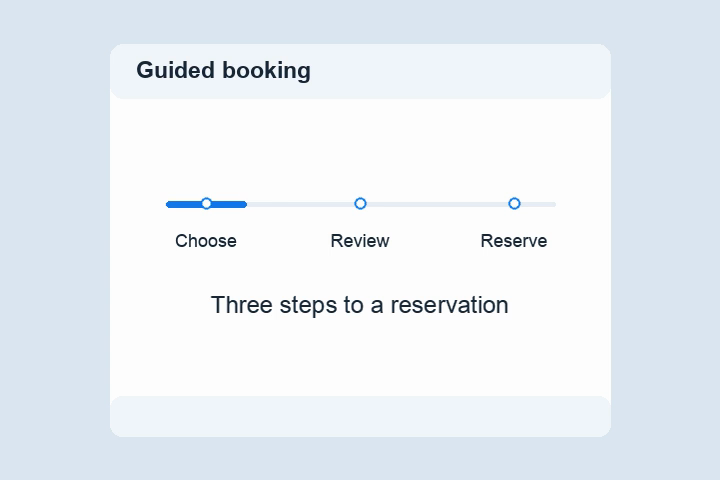 Guided booking
Choose
Review
Reserve
Three steps to a reservation